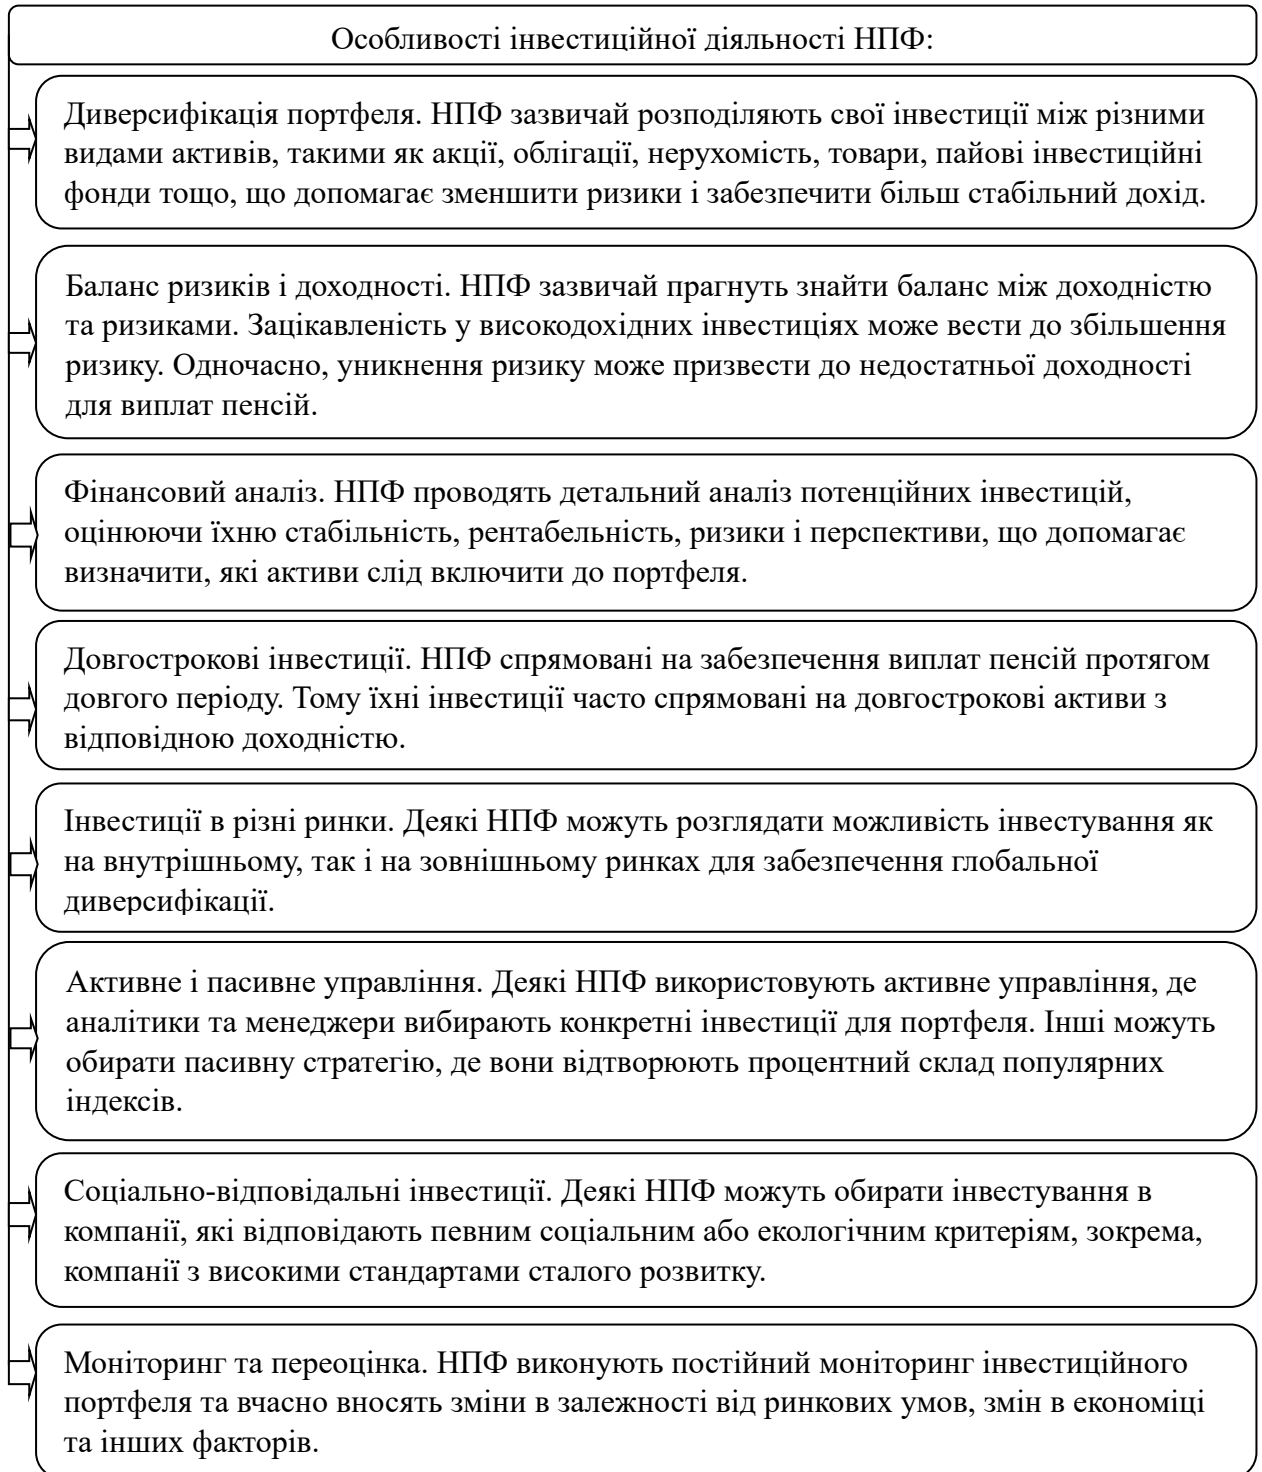 Особливості інвестиційної діяльності НПФ:
Диверсифікація портфеля. НПФ зазвичай розподіляють свої інвестиції між різними
видами активів, такими як акції, облігації, нерухомість, товари, пайові інвестиційні
фонди тощо, що допомагає зменшити ризики і забезпечити більш стабільний дохід.
Баланс ризиків і доходності. НПФ зазвичай прагнуть знайти баланс між доходністю
та ризиками. Зацікавленість у високодохідних інвестиціях може вести до збільшення
ризику. Одночасно, уникнення ризику може призвести до недостатньої доходності
для виплат пенсій.
Фінансовий аналіз. НПФ проводять детальний аналіз потенційних інвестицій,
оцінюючи їхню стабільність, рентабельність, ризики і перспективи, що допомагає
визначити, які активи слід включити до портфеля.
Довгострокові інвестиції. НПФ спрямовані на забезпечення виплат пенсій протягом
довгого періоду. Тому їхні інвестиції часто спрямовані на довгострокові активи з
відповідною доходністю.
Інвестиції в різні ринки. Деякі НПФ можуть розглядати можливість інвестування як
на внутрішньому, так і на зовнішньому ринках для забезпечення глобальної
диверсифікації.
Активне і пасивне управління. Деякі НПФ використовують активне управління, де
аналітики та менеджери вибирають конкретні інвестиції для портфеля. Інші можуть
обирати пасивну стратегію, де вони відтворюють процентний склад популярних
індексів.
Соціально-відповідальні інвестиції. Деякі НПФ можуть обирати інвестування в
компанії, які відповідають певним соціальним або екологічним критеріям, зокрема,
компанії з високими стандартами сталого розвитку.
Моніторинг та переоцінка. НПФ виконують постійний моніторинг інвестиційного
портфеля та вчасно вносять зміни в залежності від ринкових умов, змін в економіці
та інших факторів.